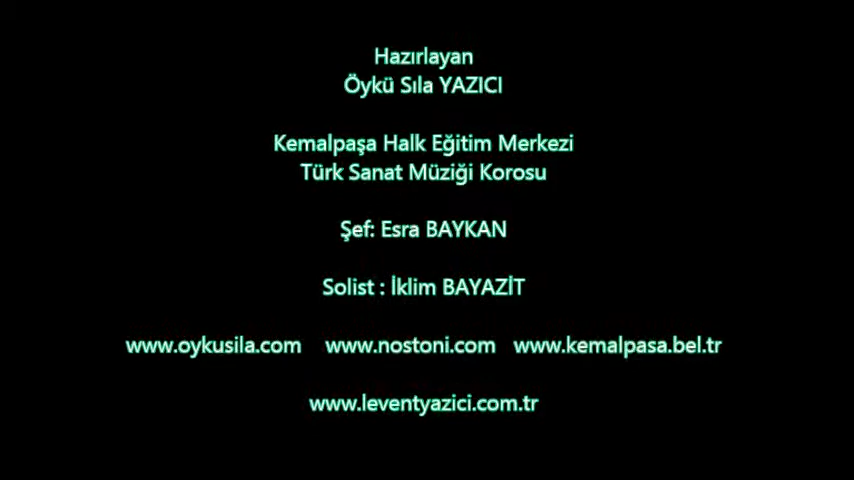 Hazırlayan
Öykü Sıla YAZICI
Kemalpaşa Halk Eğitim Merkezi
Türk Sanat Müziği Korosu
Şef: Esra BAYKAN
Solist : İklim BAYAZİT
www.oykusila.com www.nostoni.com www.kemalpasa.bel.tr
www.leventyazici.com.tr